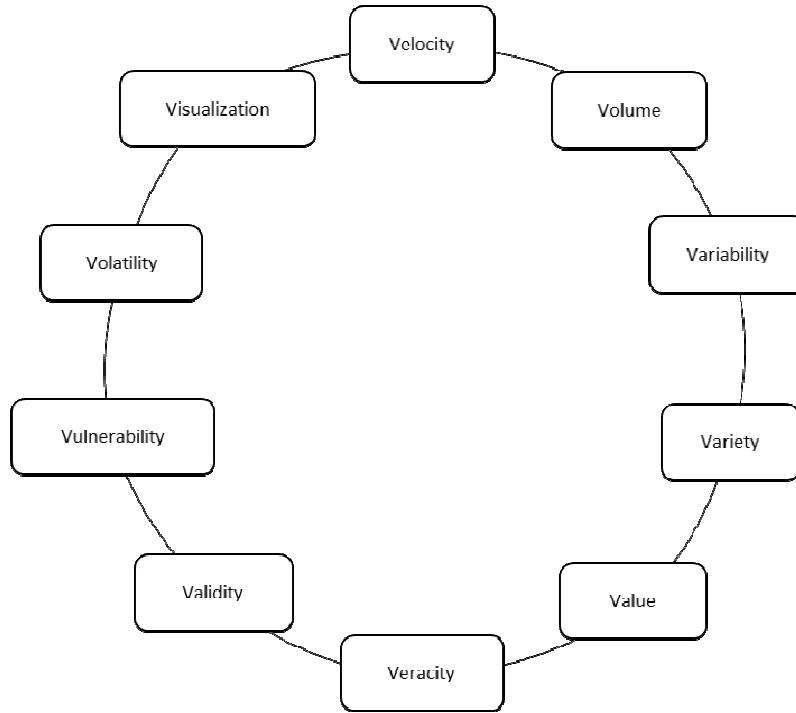 Velocity
Volume
Variability
Variety
Value
Veracity
Validity
Vulnerability
Volatility
Visualization